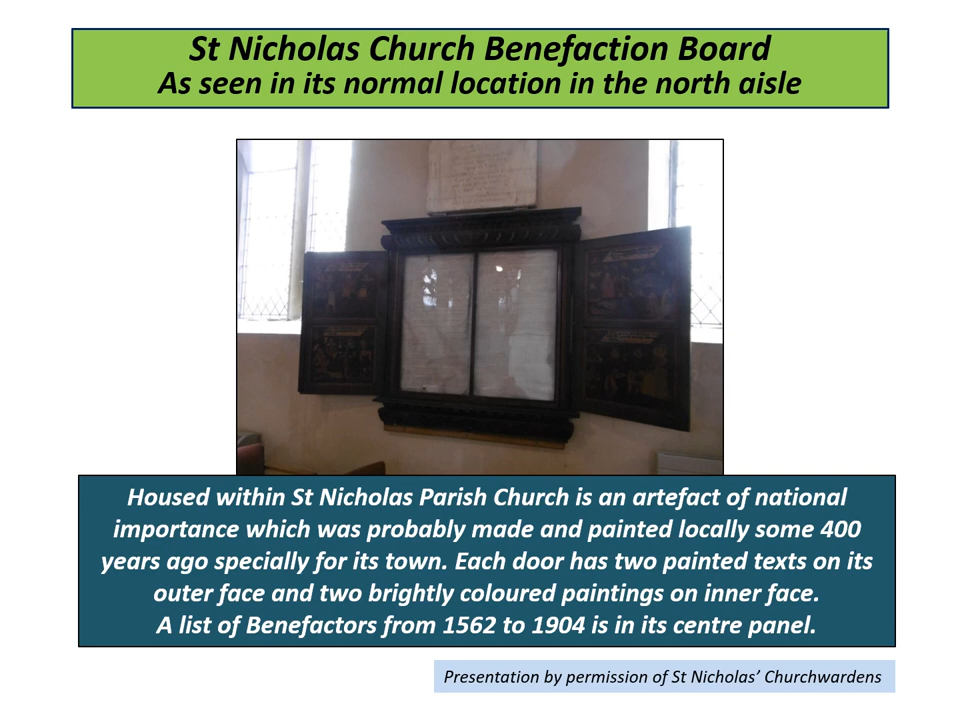 St Nicholas Church Benefaction Board
As seen in its normal location in the north aisle
Housed within St Nicholas Parish Church is an artefact of national
importance which was probably made and painted locally some 400
years ago specially for its town. Each door has two painted texts on its
outer face and two brightly coloured paintings on inner face.
A list of Benefactors from 1562 to 1904 is in its centre panel.
Presentation by permission of St Nicholas’ Churchwardens